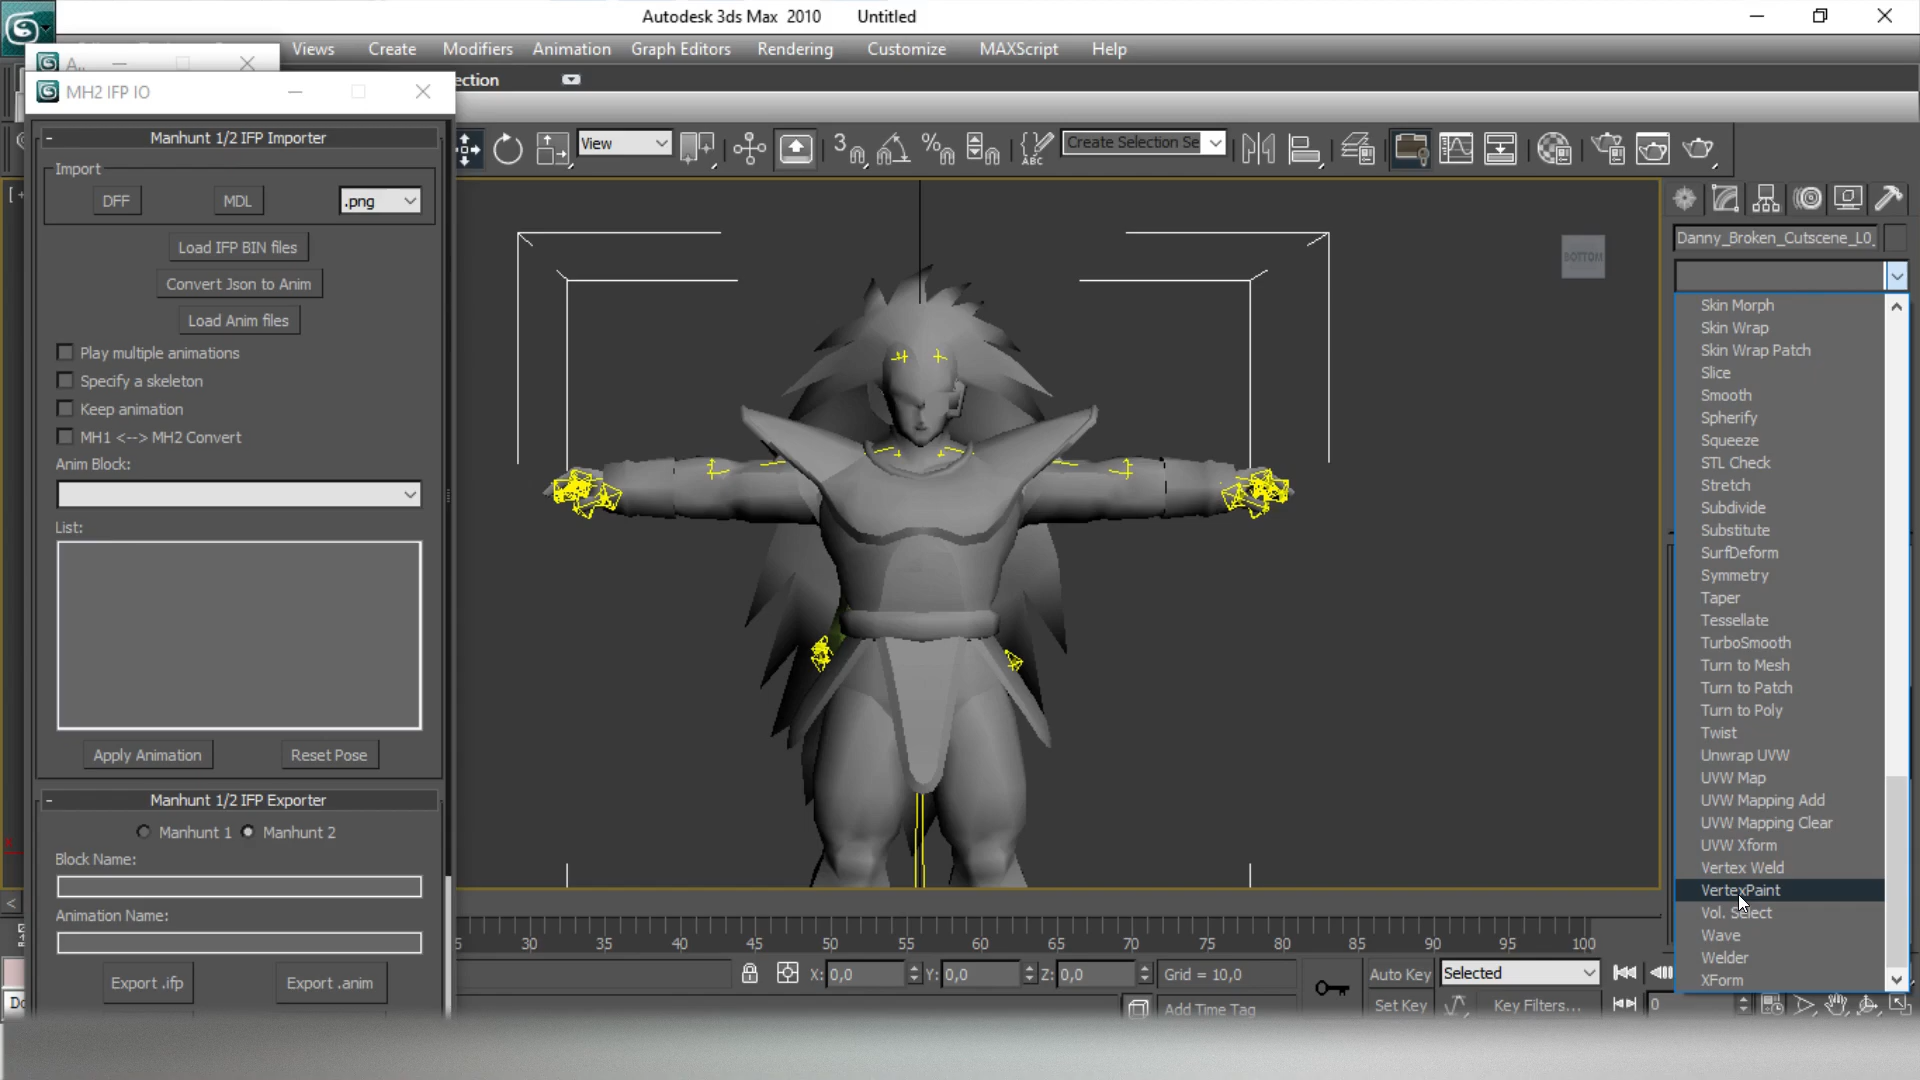 Autodesk 3ds Max 2010 Untitled
Views Create Modifiers Animation Graph Editors Rendering Customize MAXScript Help
A..
ection
MH2 IFP IO
Manhunt 1/2 IFP Importer
Import
DFF MDL .png
Load IFP BIN files
Convert Json to Anim
Load Anim files
Play multiple animations
Specify a skeleton
Keep animation
MH1 <--> MH2 Convert
Anim Block:
List:
Apply Animation Reset Pose
Manhunt 1/2 IFP Exporter
Manhunt 1 Manhunt 2
Block Name:
Animation Name:
Export .ifp Export .anim
View
3
%
ABC
Create Selection Se
[ +
BOTTOM
Danny_Broken_Cutscene_L0_
Skin Morph
Skin Wrap
Skin Wrap Patch
Slice
Smooth
Spherify
Squeeze
STL Check
Stretch
Subdivide
Substitute
SurfDeform
Symmetry
Taper
Tessellate
TurboSmooth
Turn to Mesh
Turn to Patch
Turn to Poly
Twist
Unwrap UVW
UVW Map
UVW Mapping Add
UVW Mapping Clear
UVW Xform
Vertex Weld
VertexPaint
Vol. Select
Wave
Welder
XForm
<
5 30 35 40 45 50 55 60 65 70 75 80 85 90 95 100
X: 0,0 Y: 0,0 Z: 0,0 Grid = 10,0 Auto Key Selected
Add Time Tag Set Key Key Filters... 0